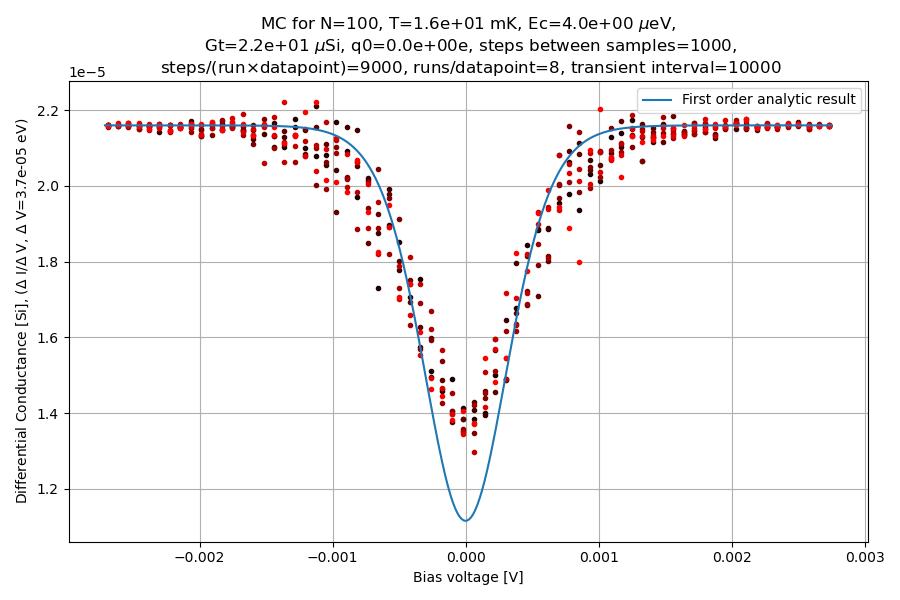 MC for N=100, T=1.6e+01 mK, Ec=4.0e+00 μeV,
Gt=2.2e+01 μSi, q0=0.0e+00e, steps between samples=1000,
steps/(run×datapoint)=9000, runs/datapoint=8, transient interval=10000
1e−5
First order analytic result
2.2
2.0
1.8
1.6
1.4
1.2
Differential Conductance [Si], (Δ I/Δ V, Δ V=3.7e-05 eV)
−0.002 −0.001 0.000 0.001 0.002 0.003
Bias voltage [V]